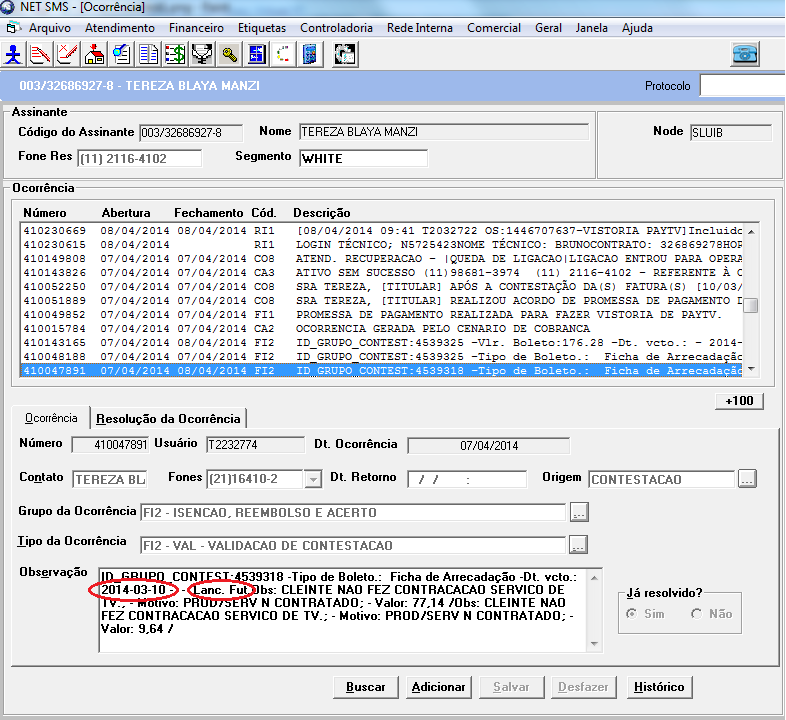 NET SMS - [Ocorrência]
Arquivo Atendimento Financeiro Etiquetas Controladoria Rede Interna Comercial Geral Janela Ajuda
003/32686927-8 - TEREZA BLAYA MANZI Protocolo
Assinante
Código do Assinante 003/32686927-8 Nome TEREZA BLAYA MANZI Node SLUIB
Fone Res (11) 2116-4102 Segmento WHITE
Ocorrência
Número Abertura Fechamento Cód. Descrição
410230669 08/04/2014 08/04/2014 RI1 [08/04/2014 09:41 T2032722 OS:1446707637-VISTORIA PAYTV]Incluido
410230615 08/04/2014 RI1 LOGIN TÉCNICO; N5725423NOME TÉCNICO: BRUNOCONTRATO: 326869278HOR
410149808 07/04/2014 07/04/2014 CO8 ATEND. RECUPERACAO - |QUEDA DE LIGACAO|LIGACAO ENTROU PARA OPERA
410143826 07/04/2014 07/04/2014 CA3 ATIVO SEM SUCESSO (11)98681-3974 (11) 2116-4102 - REFERENTE À C
410052250 07/04/2014 08/04/2014 CO8 SRA TEREZA, [TITULAR] APÓS A CONTESTAÇÃO DA(S) FATURA(S) [10/03/
410051889 07/04/2014 07/04/2014 CO8 SRA TEREZA, [TITULAR] REALIZOU ACORDO DE PROMESSA DE PAGAMENTO D
410049852 07/04/2014 07/04/2014 FI1 PROMESSA DE PAGAMENTO REALIZADA PARA FAZER VISTORIA DE PAYTV.
410015784 07/04/2014 07/04/2014 CA2 OCORRENCIA GERADA PELO CENARIO DE COBRANCA
410143165 07/04/2014 08/04/2014 FI2 ID_GRUPO_CONTEST:4539325 -Vlr. Boleto:176.28 -Dt. vcto.: - 2014-
410048188 07/04/2014 07/04/2014 FI2 ID_GRUPO_CONTEST:4539325 -Tipo de Boleto.: Ficha de Arrecadação
410047891 07/04/2014 08/04/2014 FI2 ID_GRUPO_CONTEST:4539318 -Tipo de Boleto.: Ficha de Arrecadação
+100
Ocorrência Resolução da Ocorrência
Número 410047891 Usuário T2232774 Dt. Ocorrência 07/04/2014
Contato TEREZA BL Fones (21)16410-2 Dt. Retorno / / : Origem CONTESTACAO ...
Grupo da Ocorrência FI2 - ISENCAO, REEMBOLSO E ACERTO ...
Tipo da Ocorrência FI2 - VAL - VALIDACAO DE CONTESTACAO ...
Observação ID_GRUPO_CONTEST:4539318 -Tipo de Boleto.: Ficha de Arrecadação -Dt. vcto.:
2014-03-10 - - Lanc. Fut Obs: CLEINTE NAO FEZ CONTRACACAO SERVICO DE
TV.; - Motivo: PROD/SERV N CONTRATADO; - Valor: 77,14 /Obs: CLEINTE NAO
FEZ CONTRACACAO SERVICO DE TV.; - Motivo: PROD/SERV N CONTRATADO; -
Valor: 9,64 /
Já resolvido?
Sim Não
Buscar Adicionar Salvar Desfazer Histórico